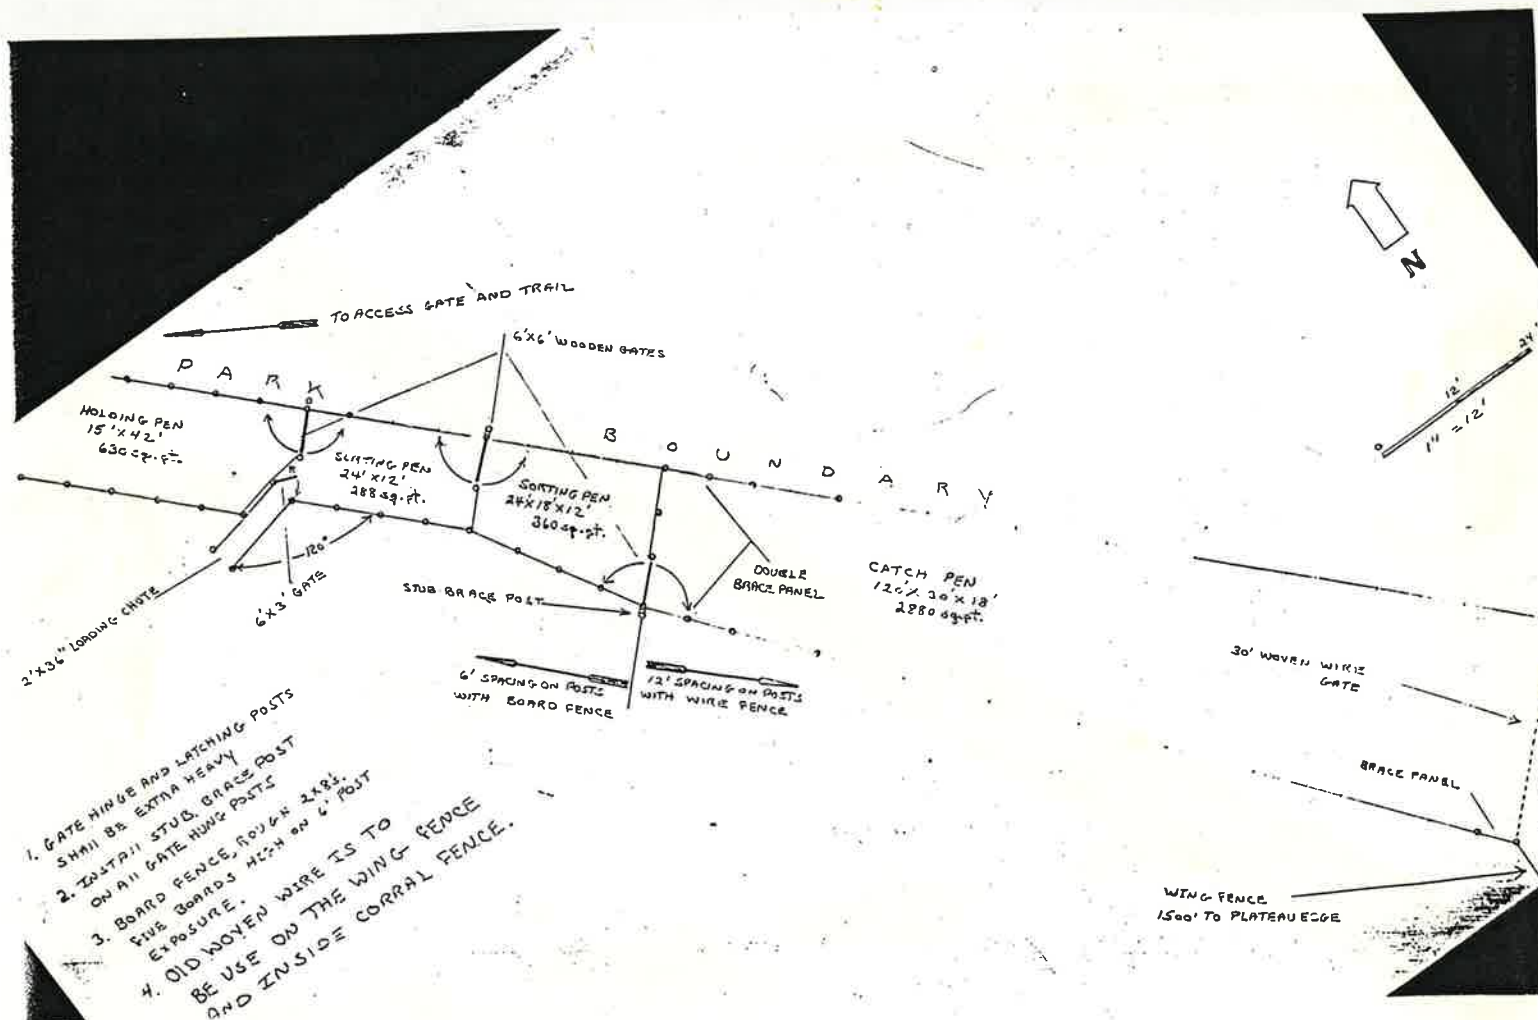 TO ACCESS GATE AND TRAIL
6'X6' WOODEN GATES
PARK BOUNDARY
HOLDING PEN
15'X42'
630 sq. ft.
SORTING PEN
24'X12'
288 sq. ft.
SORTING PEN
24'X18'X12'
360 sq. ft.
120°
6'X3' GATE
2'X36" LOADING CHUTE
STUB BRACE POST
DOUBLE
BRACE PANEL
CATCH PEN
120'X30'X18'
2880 sq. ft.
6' SPACING ON POSTS
WITH BOARD FENCE
12' SPACING ON POSTS
WITH WIRE FENCE
N
0
12'
24'
1" = 12'
30' WOVEN WIRE
GATE
BRACE PANEL
WING FENCE
1500' TO PLATEAU EDGE
1. GATE HINGE AND LATCHING POSTS
SHALL BE EXTRA HEAVY
2. INSTALL STUB BRACE POST
ON ALL GATE HUNG POSTS
3. BOARD FENCE, ROUGH 2X8's.
FIVE BOARDS HIGH ON 6' POST
EXPOSURE.
4. OLD WOVEN WIRE IS TO
BE USE ON THE WING FENCE
AND INSIDE CORRAL FENCE.